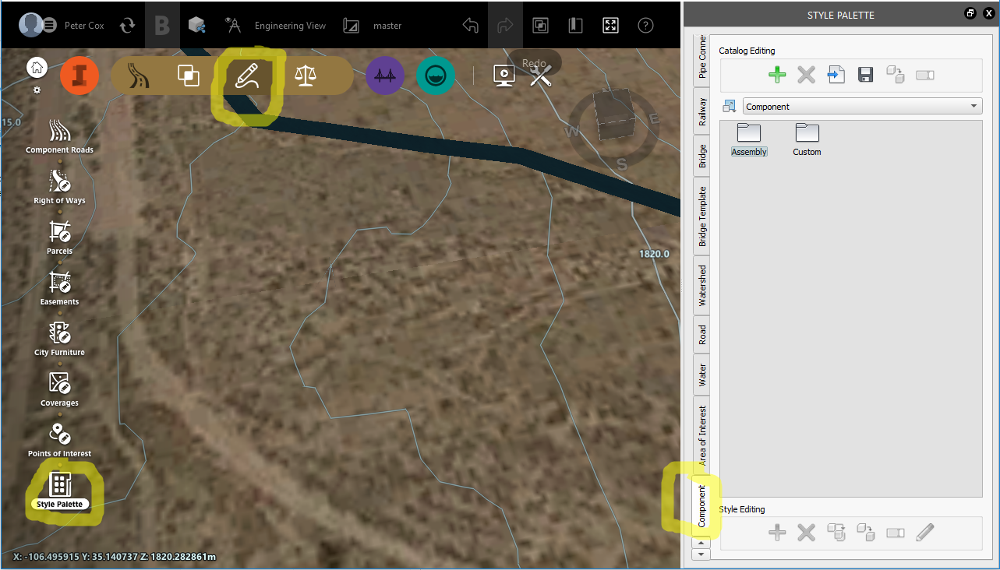 Peter Cox
B
Engineering View
master
STYLE PALETTE
Redo
Catalog Editing
Component
Assembly
Custom
Pipe Conne
Railway
Bridge
Bridge Template
Watershed
Road
Water
Area of Interest
Component
Style Editing
15.0
Component Roads
Right of Ways
Parcels
Easements
City Furniture
Coverages
Points of Interest
Style Palette
W
E
S
1820.0
X: -106.495915 Y: 35.140737 Z: 1820.282861m